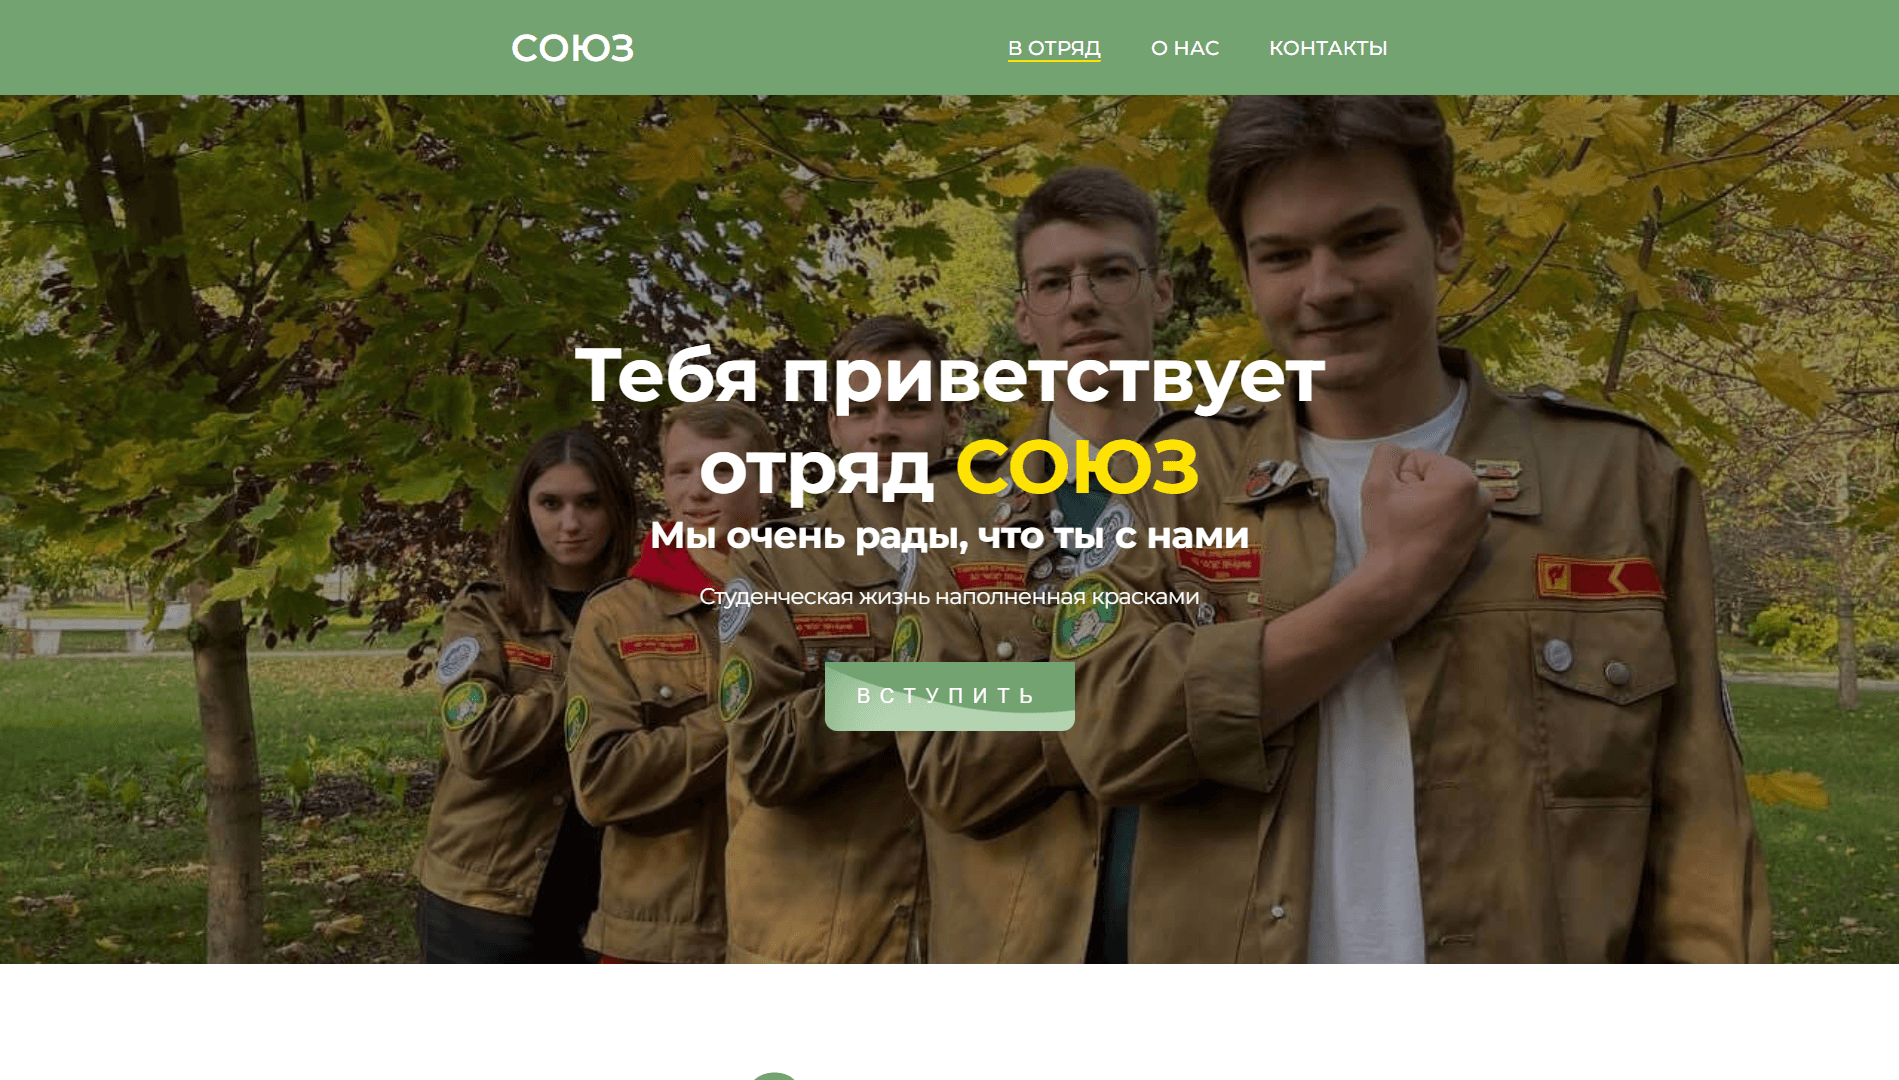 СОЮЗ
В ОТРЯД
О НАС
КОНТАКТЫ
Тебя приветствует
отряд СОЮЗ
Мы очень рады, что ты с нами
Студенческая жизнь наполненная красками
ВСТУПИТЬ